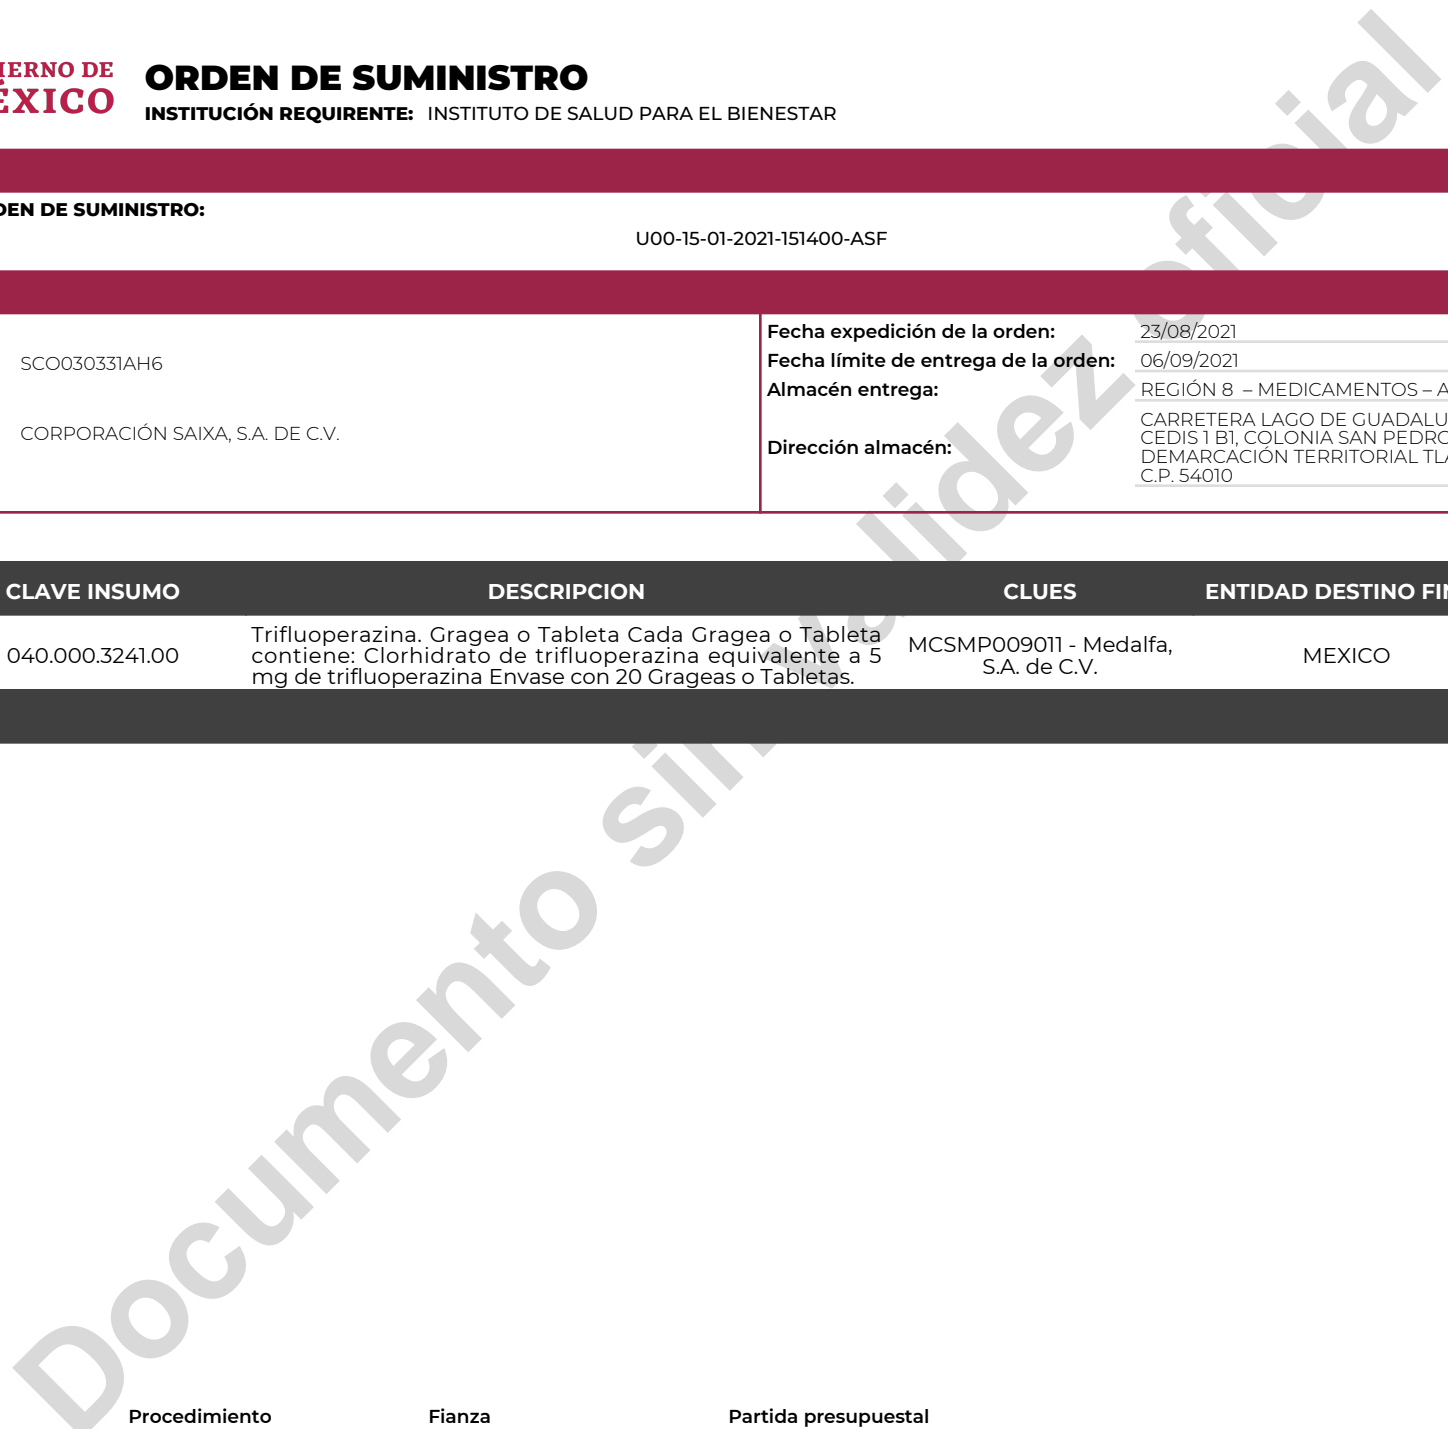 IERNO DE
ÉXICO
ORDEN DE SUMINISTRO
INSTITUCIÓN REQUIRENTE: INSTITUTO DE SALUD PARA EL BIENESTAR
DEN DE SUMINISTRO:
U00-15-01-2021-151400-ASF
SCO030331AH6
CORPORACIÓN SAIXA, S.A. DE C.V.
Fecha expedición de la orden: 23/08/2021
Fecha límite de entrega de la orden: 06/09/2021
Almacén entrega: REGIÓN 8 – MEDICAMENTOS – A
Dirección almacén:
CARRETERA LAGO DE GUADALU
CEDIS 1 B1, COLONIA SAN PEDRO
DEMARCACIÓN TERRITORIAL TLA
C.P. 54010
CLAVE INSUMO DESCRIPCION CLUES ENTIDAD DESTINO FIN
040.000.3241.00
Trifluoperazina. Gragea o Tableta Cada Gragea o Tableta
contiene: Clorhidrato de trifluoperazina equivalente a 5
mg de trifluoperazina Envase con 20 Grageas o Tabletas.
MCSMP009011 - Medalfa,
S.A. de C.V.
MEXICO
Documento sin validez oficial
Procedimiento Fianza Partida presupuestal